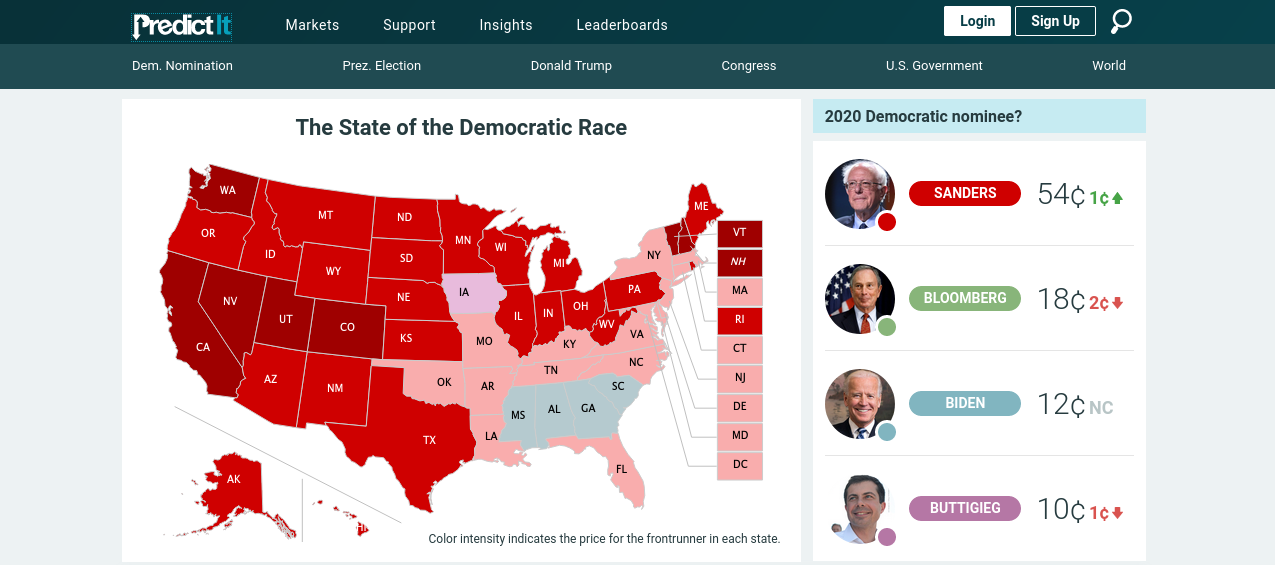 PredictIt
Markets Support Insights Leaderboards
Login Sign Up
Dem. Nomination Prez. Election Donald Trump Congress U.S. Government World
The State of the Democratic Race
WA
OR
CA
NV
ID
MT
WY
UT
CO
AZ
NM
ND
SD
NE
KS
OK
TX
MN
IA
MO
AR
LA
WI
IL
MI
IN
OH
KY
TN
MS
AL
GA
SC
NC
VA
WV
PA
NY
ME
FL
AK
HI
VT
NH
MA
RI
CT
NJ
DE
MD
DC
Color intensity indicates the price for the frontrunner in each state.
2020 Democratic nominee?
SANDERS 54¢ 1¢
BLOOMBERG 18¢ 2¢
BIDEN 12¢ NC
BUTTIGIEG 10¢ 1¢